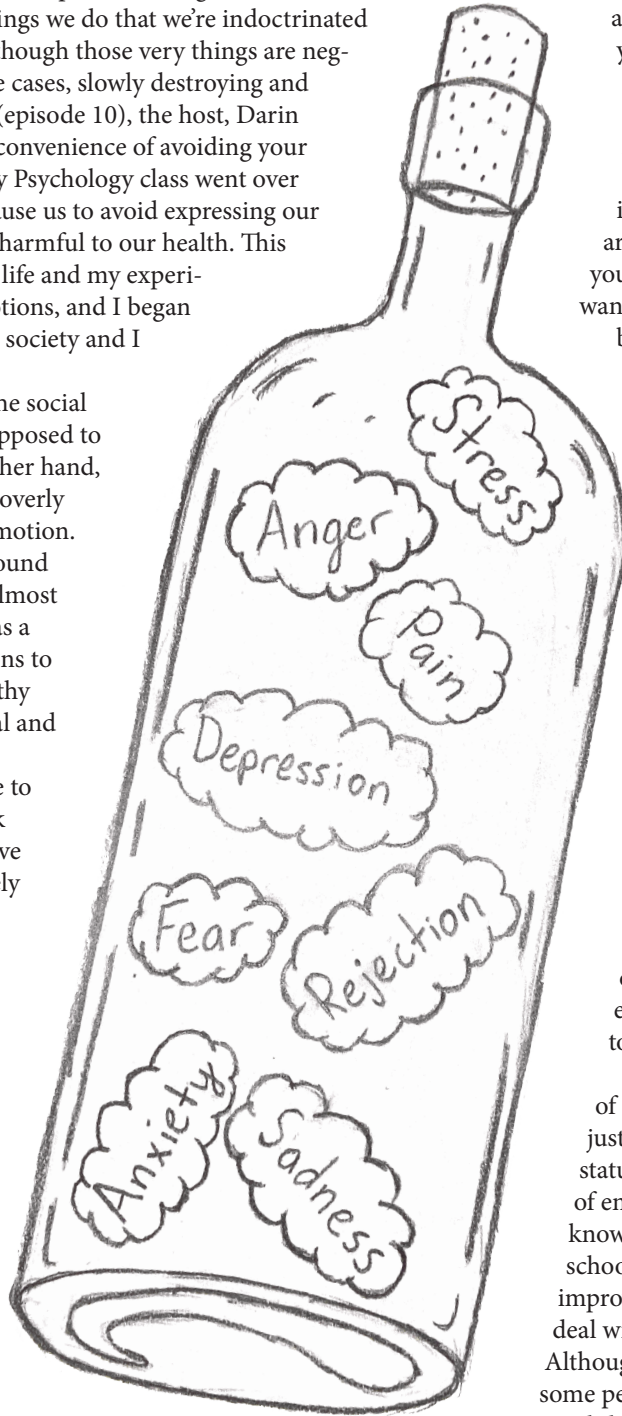 ings we do that we're indoctrinated
hough those very things are neg-
e cases, slowly destroying and
(episode 10), the host, Darin
convenience of avoiding your
y Psychology class went over
ause us to avoid expressing our
harmful to our health. This
life and my experi-
tions, and I began
society and I
he social
pposed to
her hand,
overly
motion.
ound
lmost
as a
ns to
thy
al and
e to
k
ve
ely
Stress
Anger
Pain
Depression
Fear
Rejection
Anxiety
Sadness
a
y
i
ar
you
wan
b
e
to
of
just
statu
of en
know
schoo
impro
deal w
Althoug
some pe